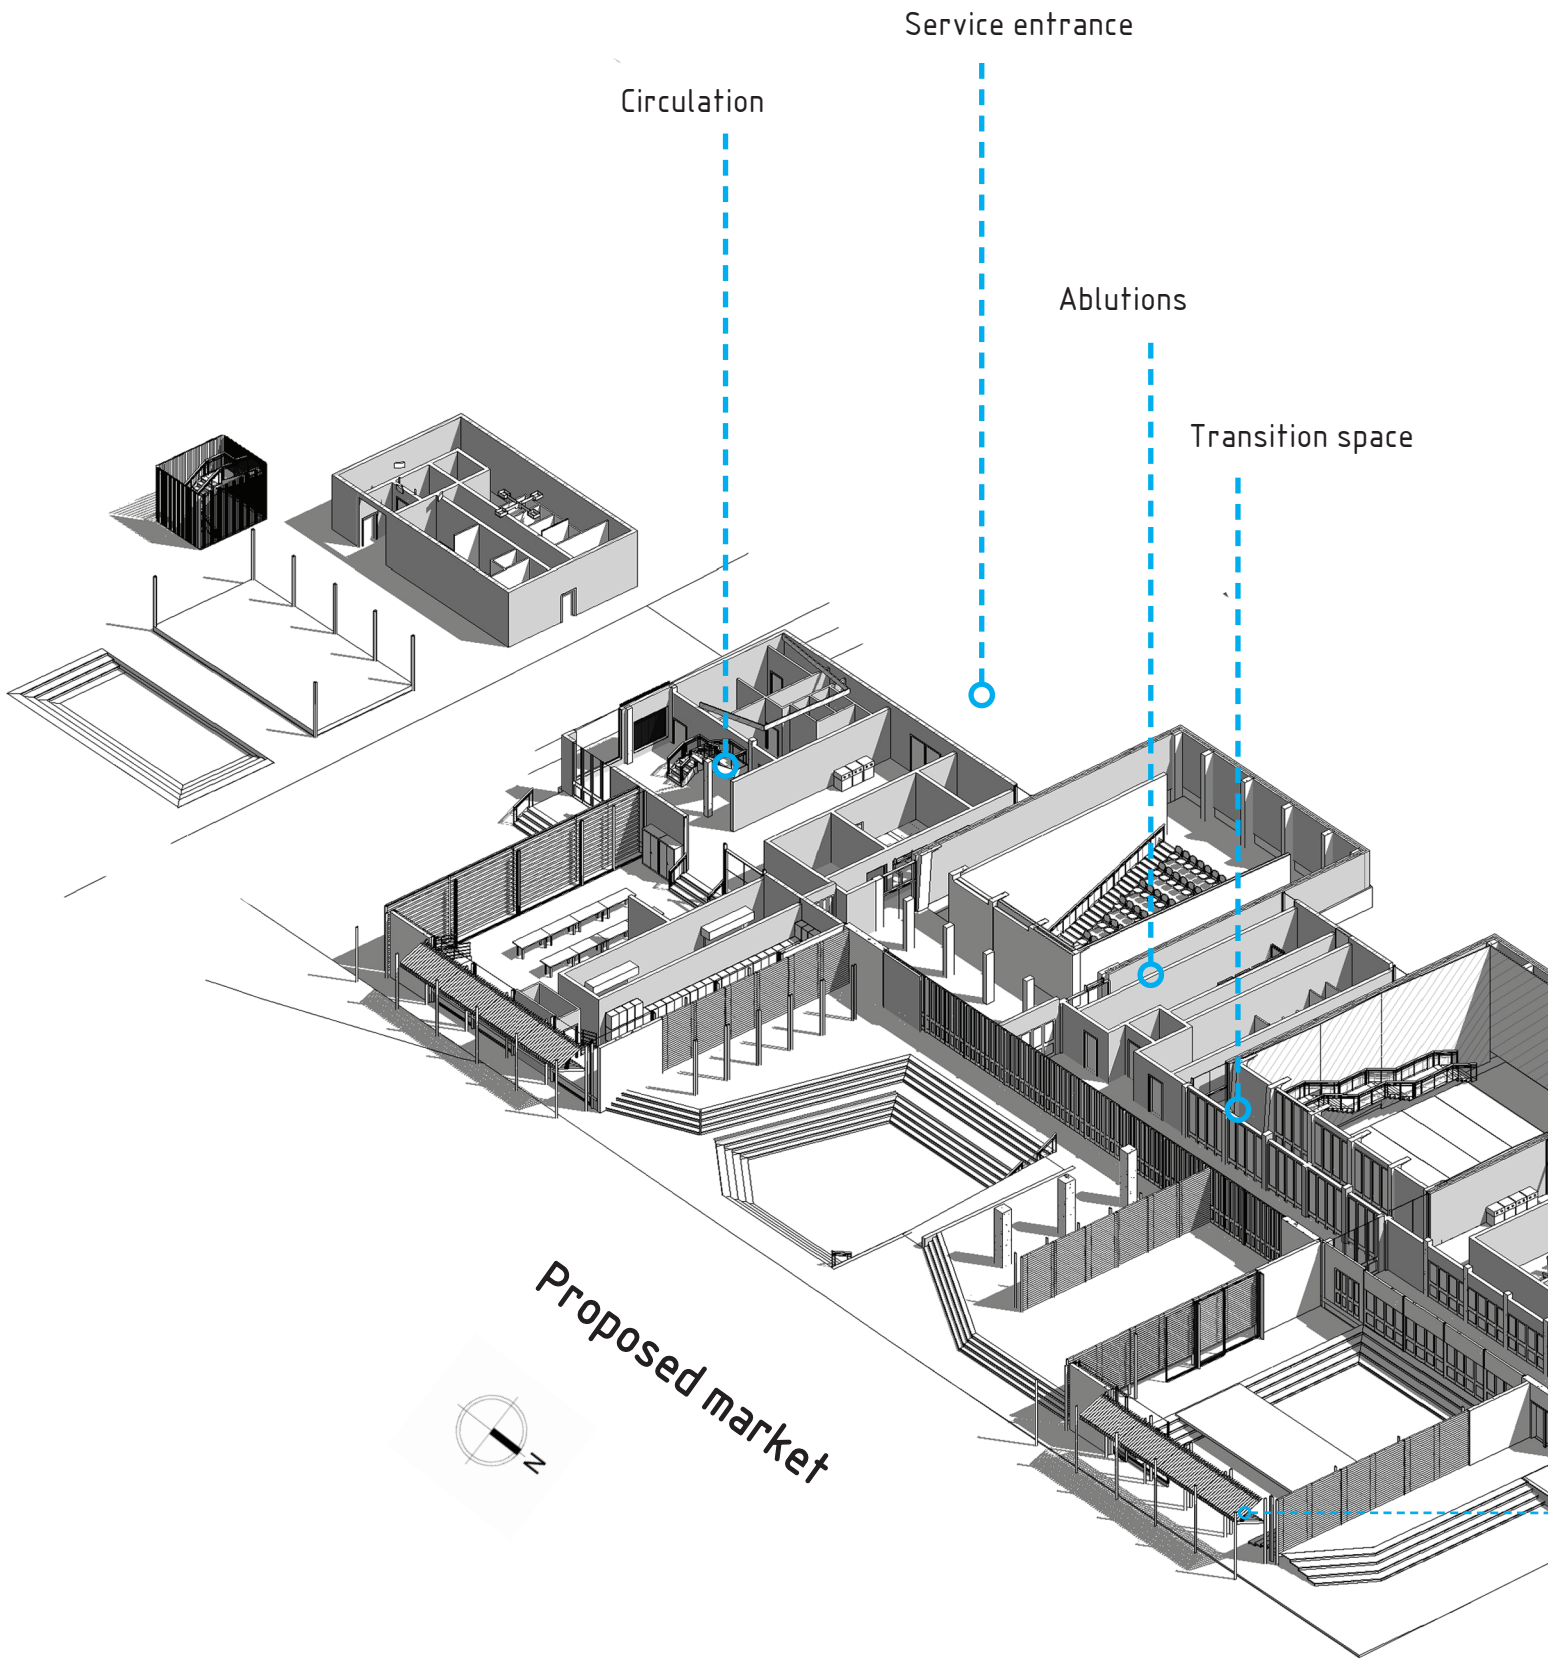 Service entrance
Circulation
Ablutions
Transition space
Proposed market
N